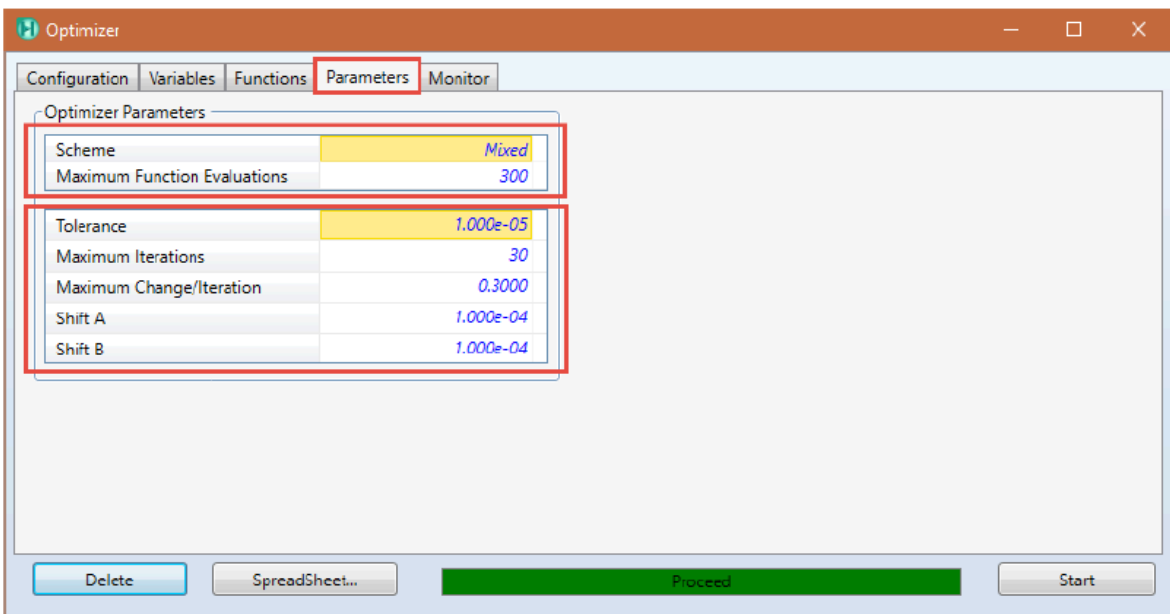 Optimizer
Configuration Variables Functions Parameters Monitor
Optimizer Parameters
Scheme Mixed
Maximum Function Evaluations 300
Tolerance 1.000e-05
Maximum Iterations 30
Maximum Change/Iteration 0.3000
Shift A 1.000e-04
Shift B 1.000e-04
Delete SpreadSheet... Proceed Start